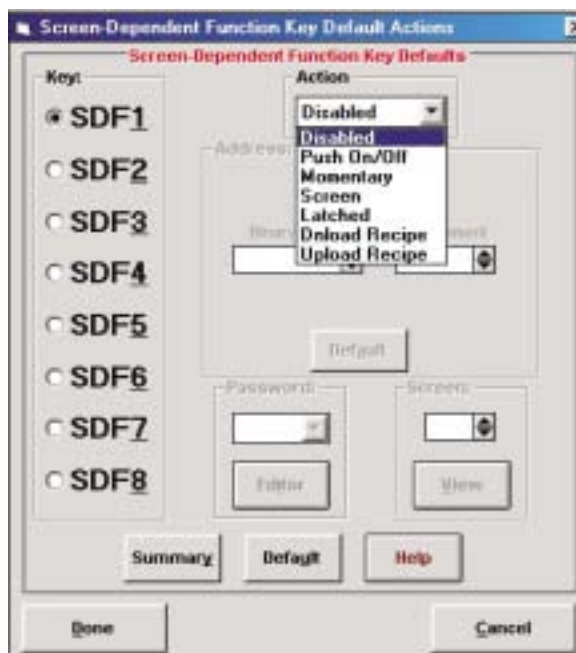 Screen-Dependent Function Key Default Actions
Screen-Dependent Function Key Defaults
Key:
SDF1
SDF2
SDF3
SDF4
SDF5
SDF6
SDF7
SDF8
Action
Disabled
Disabled
Push On/Off
Momentary
Screen
Latched
Dnload Recipe
Upload Recipe
Address:
Default
Password:
Editor
Screen:
View
Summary
Default
Help
Done
Cancel